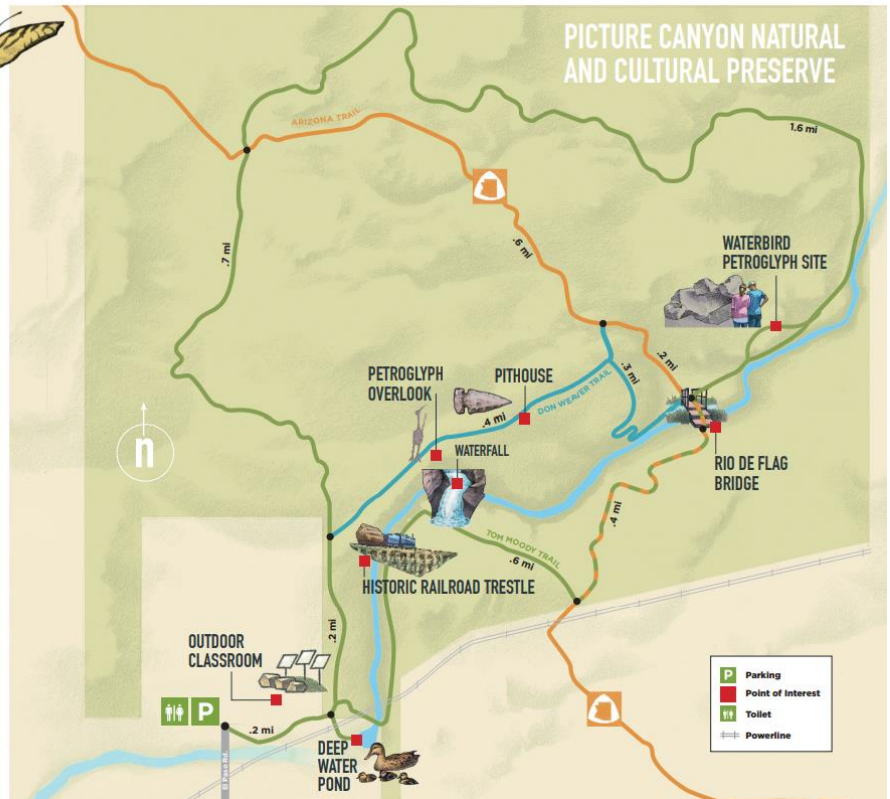 PICTURE CANYON NATURAL
AND CULTURAL PRESERVE
ARIZONA TRAIL
1.6 mi
.7 mi
.6 mi
WATERBIRD
PETROGLYPH SITE
.2 mi
.3 mi
PETROGLYPH
OVERLOOK
PITHOUSE
DON WEAVER TRAIL
.4 mi
n
WATERFALL
RIO DE FLAG
BRIDGE
.4 mi
TOM MOODY TRAIL
.6 mi
HISTORIC RAILROAD TRESTLE
.2 mi
OUTDOOR
CLASSROOM
P
.2 mi
DEEP
WATER
POND
El Paso Rd.
P Parking
Point of Interest
Toilet
Powerline